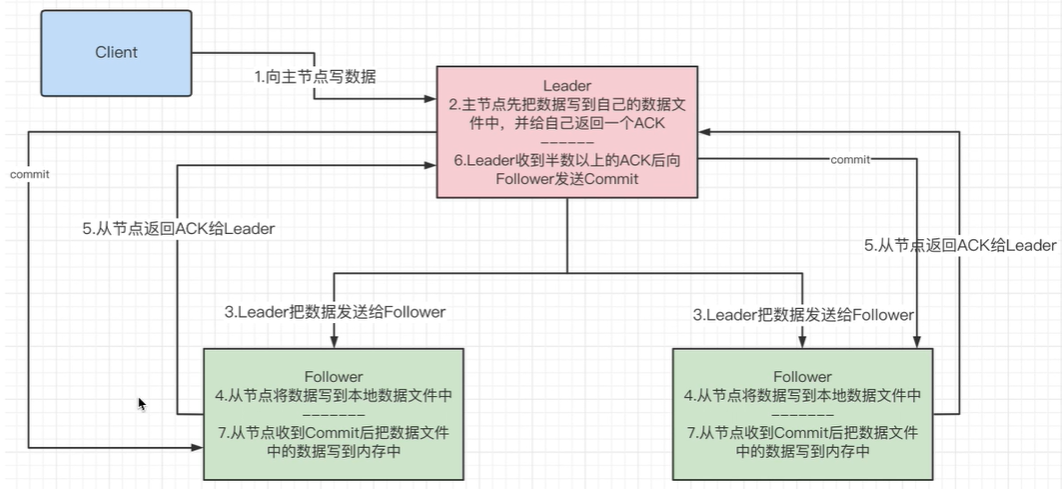 Client
1.向主节点写数据
Leader
2.主节点先把数据写到自己的数据文
件中，并给自己返回一个ACK
------
6.Leader收到半数以上的ACK后向
Follower发送Commit
commit
commit
5.从节点返回ACK给Leader
5.从节点返回ACK给Leader
3.Leader把数据发送给Follower
3.Leader把数据发送给Follower
Follower
4.从节点将数据写到本地数据文件中
-------
7.从节点收到Commit后把数据文件
中的数据写到内存中
Follower
4.从节点将数据写到本地数据文件中
-------
7.从节点收到Commit后把数据文件
中的数据写到内存中